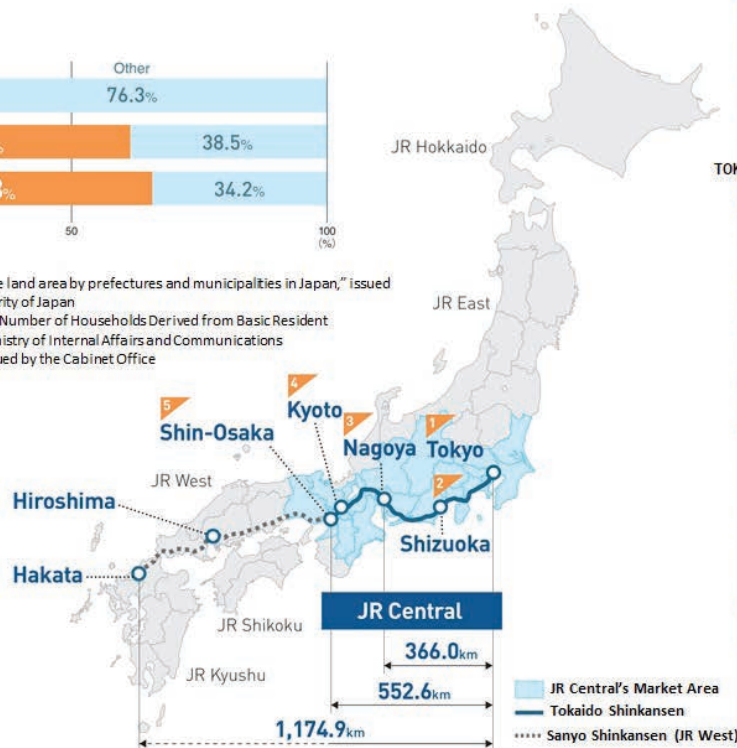 Other
76.3%
%
38.5%
%
34.2%
50
100
(%)
e land area by prefectures and municipalities in Japan,” issued
rity of Japan
Number of Households Derived from Basic Resident
nistry of Internal Affairs and Communications
ued by the Cabinet Office
JR Hokkaido
TOK
JR East
4
Kyoto
5
Shin-Osaka
3
Nagoya
1
Tokyo
2
JR West
Hiroshima
Shizuoka
Hakata
JR Central
JR Shikoku
JR Kyushu
366.0km
552.6km
1,174.9km
JR Central's Market Area
Tokaido Shinkansen
Sanyo Shinkansen (JR West)